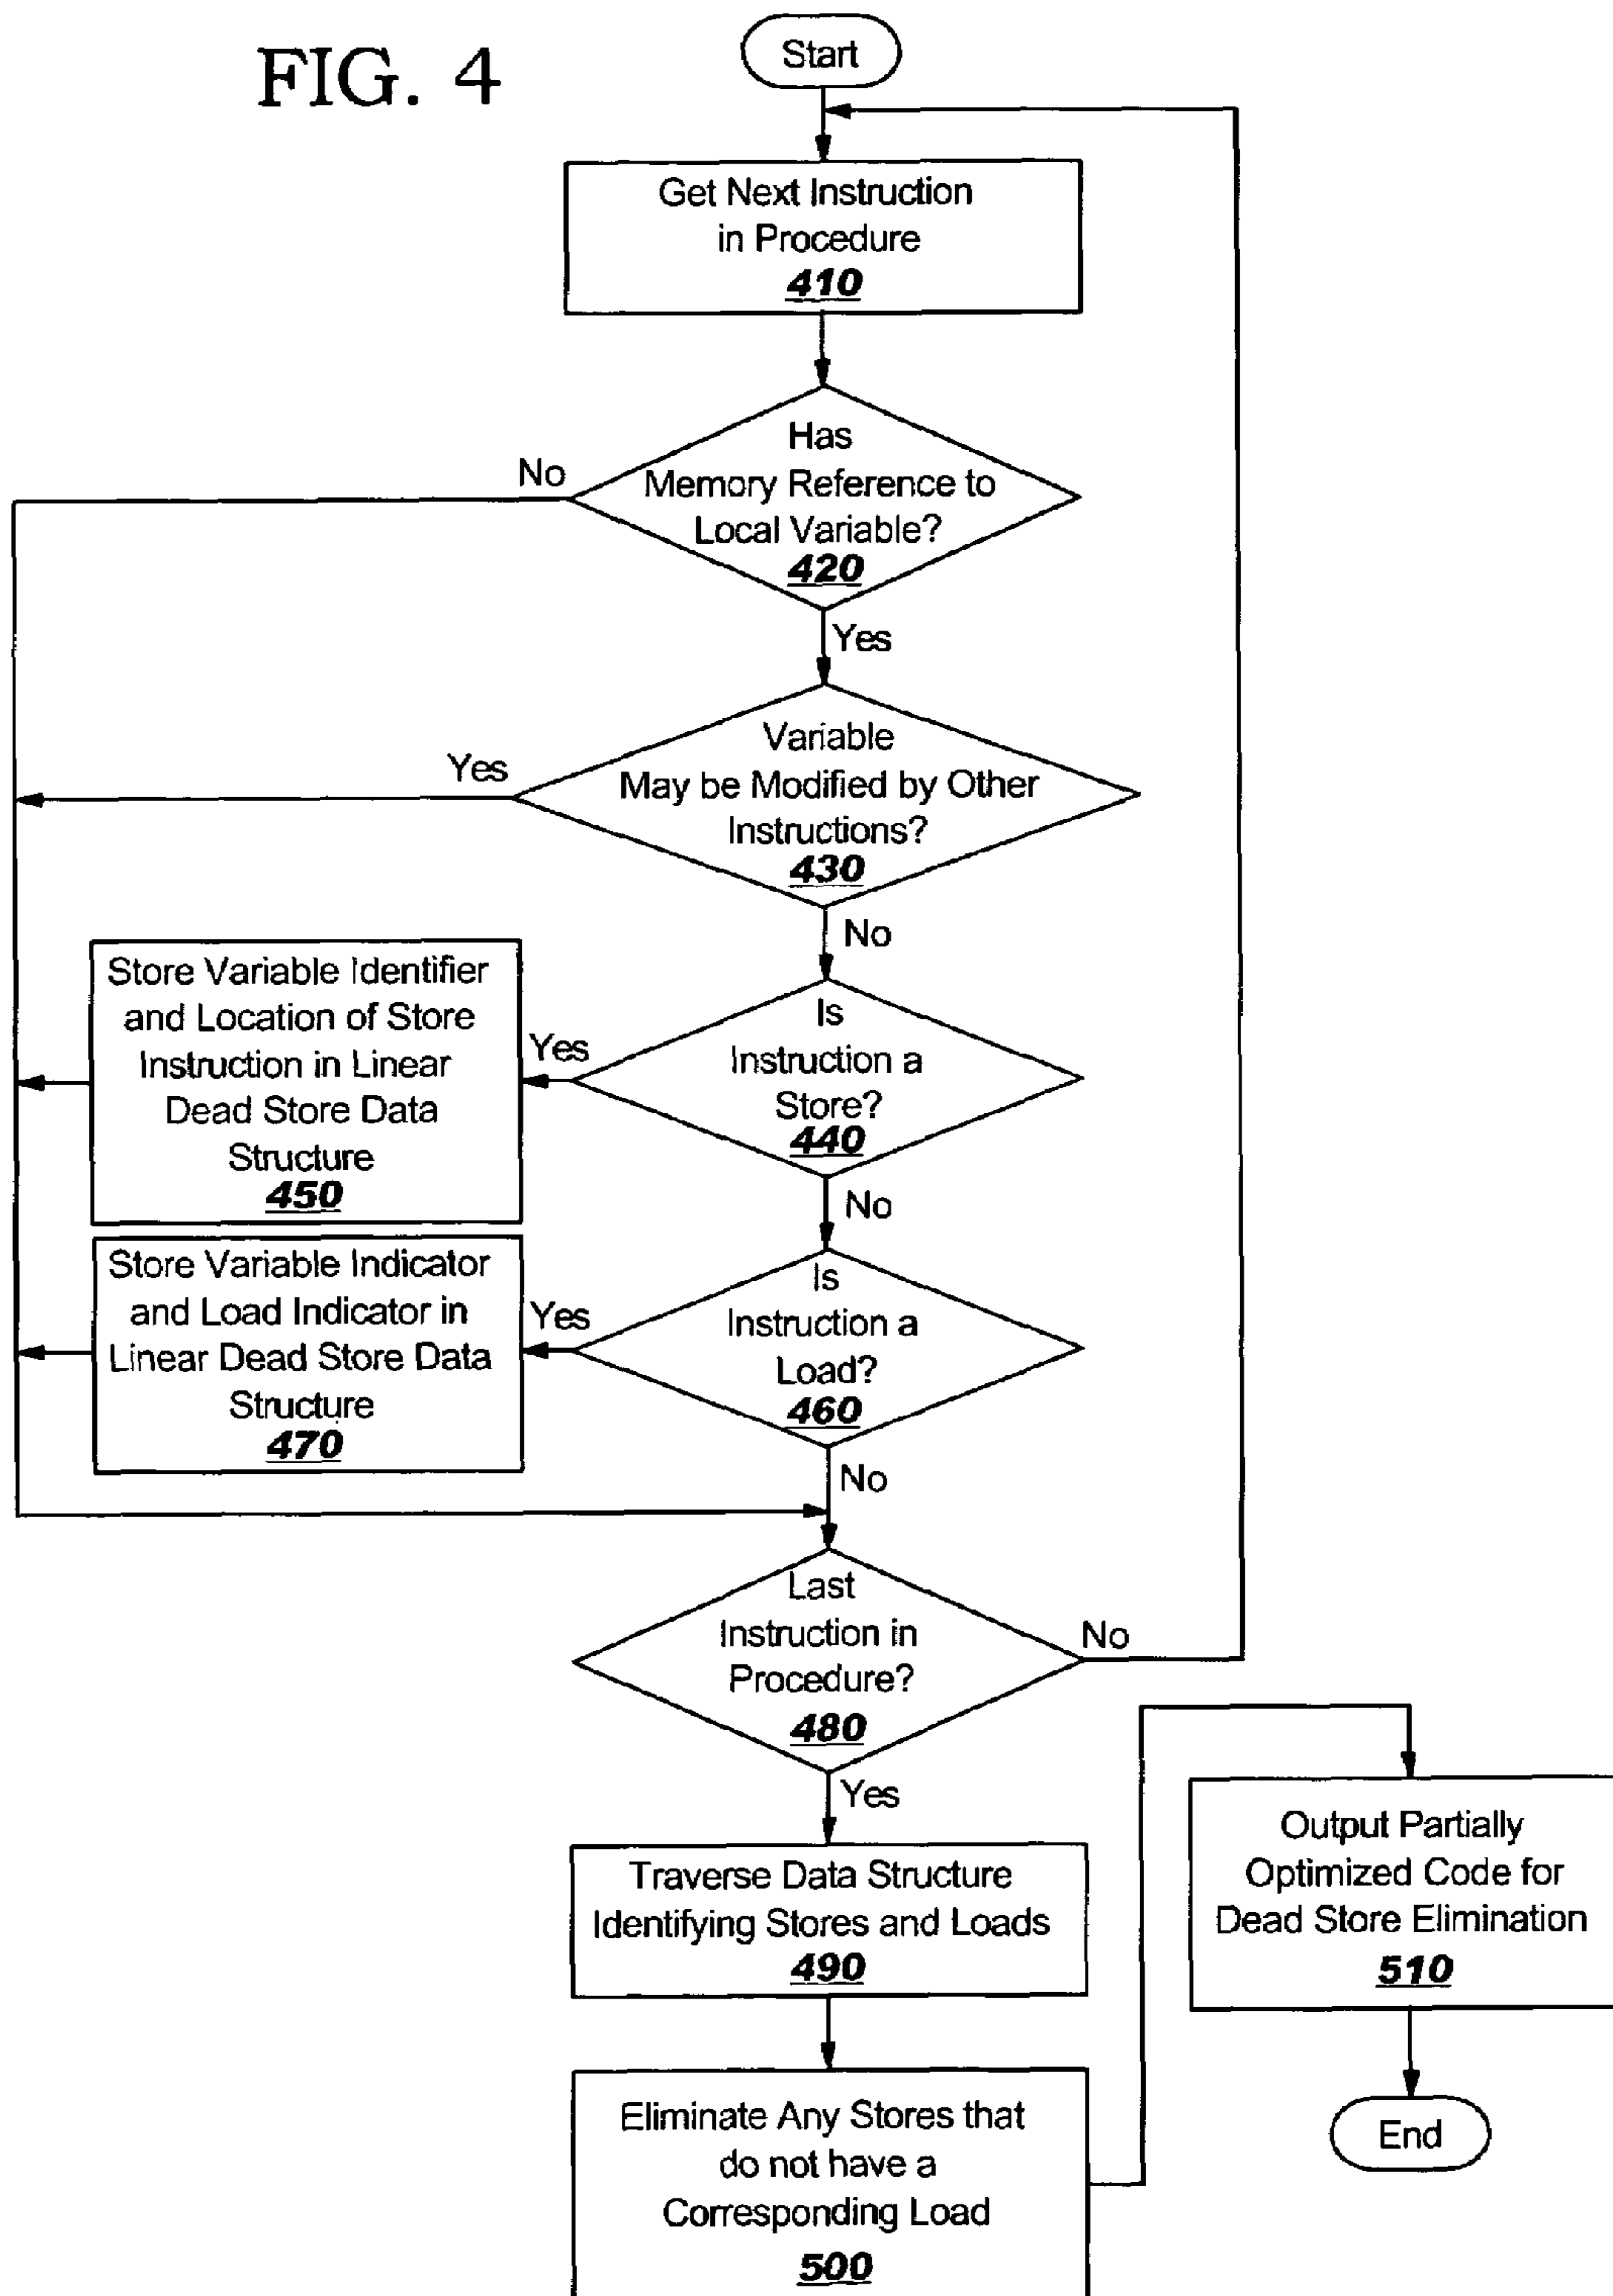 FIG. 4
Start
Get Next Instruction
in Procedure
410
Has
Memory Reference to
Local Variable?
420
No
Yes
Variable
May be Modified by Other
Instructions?
430
Yes
No
Is
Instruction a
Store?
440
Yes
Store Variable Identifier
and Location of Store
Instruction in Linear
Dead Store Data
Structure
450
No
Is
Instruction a
Load?
460
Yes
Store Variable Indicator
and Load Indicator in
Linear Dead Store Data
Structure
470
No
Last
Instruction in
Procedure?
480
No
Yes
Traverse Data Structure
Identifying Stores and Loads
490
Eliminate Any Stores that
do not have a
Corresponding Load
500
Output Partially
Optimized Code for
Dead Store Elimination
510
End